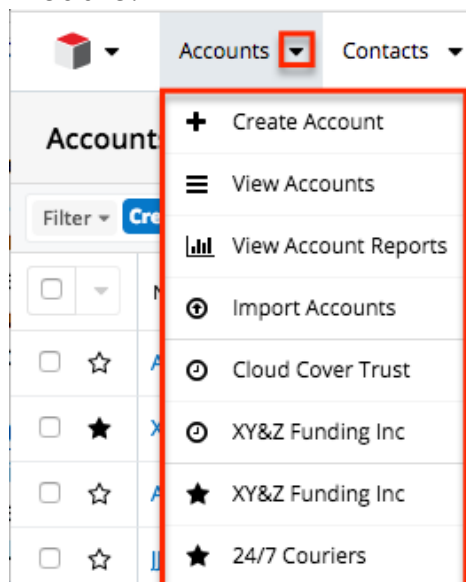 Accounts
Contacts
Account
Create Account
View Accounts
Filter
Cre
View Account Reports
Import Accounts
Cloud Cover Trust
XY&Z Funding Inc
XY&Z Funding Inc
24/7 Couriers